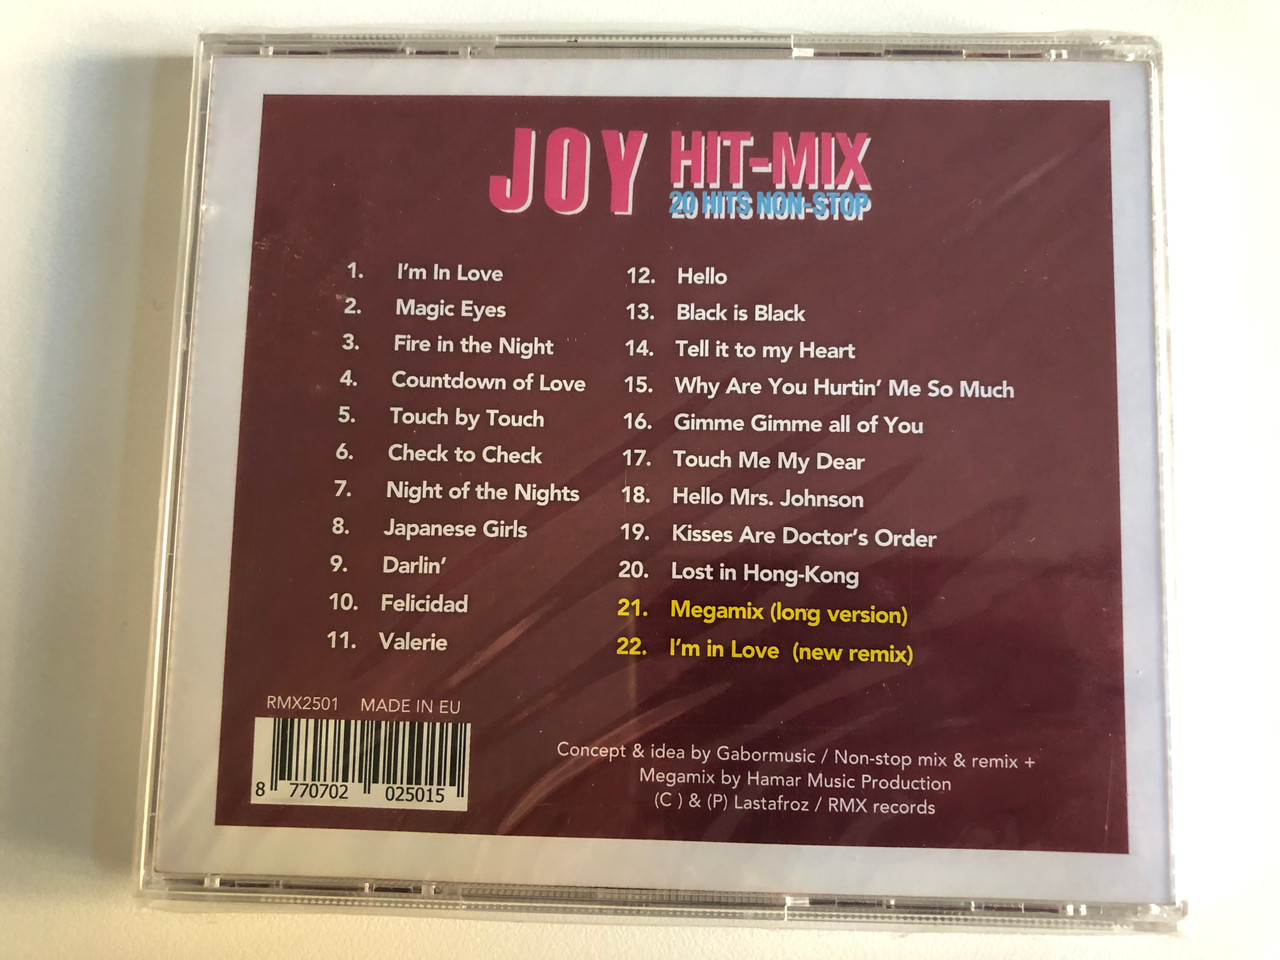 JOY HIT-MIX
20 HITS NON-STOP
1. I'm In Love
2. Magic Eyes
3. Fire in the Night
4. Countdown of Love
5. Touch by Touch
6. Check to Check
7. Night of the Nights
8. Japanese Girls
9. Darlin'
10. Felicidad
11. Valerie
12. Hello
13. Black is Black
14. Tell it to my Heart
15. Why Are You Hurtin' Me So Much
16. Gimme Gimme all of You
17. Touch Me My Dear
18. Hello Mrs. Johnson
19. Kisses Are Doctor's Order
20. Lost in Hong-Kong
21. Megamix (long version)
22. I'm in Love (new remix)
RMX2501 MADE IN EU
8 770702 025015
Concept & idea by Gabormusic / Non-stop mix & remix +
Megamix by Hamar Music Production
(C ) & (P) Lastafroz / RMX records